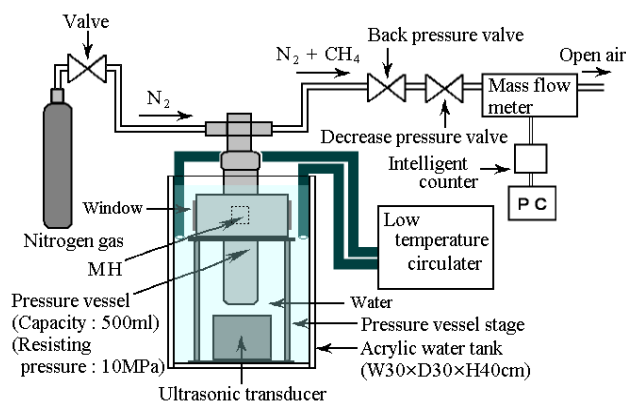 Valve
N2
N2 + CH4
Back pressure valve
Open air
Mass flow
meter
Decrease pressure valve
Intelligent
counter
P C
Window
Nitrogen gas
MH
Low
temperature
circulater
Pressure vessel
(Capacity : 500ml)
(Resisting
pressure : 10MPa)
Water
Pressure vessel stage
Acrylic water tank
(W30×D30×H40cm)
Ultrasonic transducer